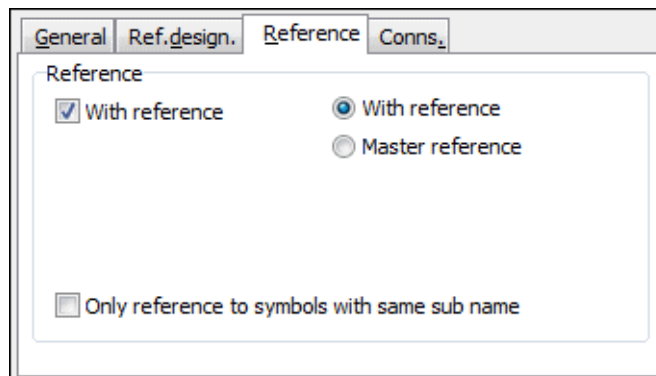 General Ref.design. Reference Conns.
Reference
With reference With reference
Master reference
Only reference to symbols with same sub name